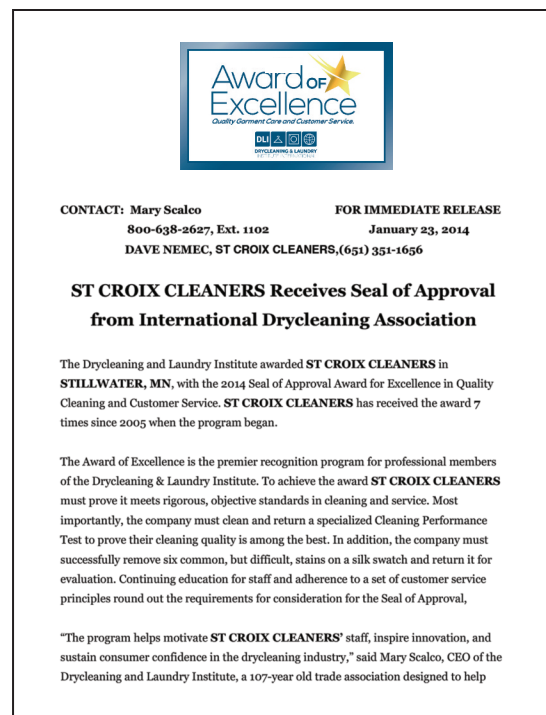 Award OF
Excellence
Quality Garment Care and Customer Service.
DLI
DRYCLEANING & LAUNDRY
INSTITUTE INTERNATIONAL
CONTACT: Mary Scalco FOR IMMEDIATE RELEASE
800-638-2627, Ext. 1102 January 23, 2014
DAVE NEMEC, ST CROIX CLEANERS,(651) 351-1656
ST CROIX CLEANERS Receives Seal of Approval
from International Drycleaning Association
The Drycleaning and Laundry Institute awarded ST CROIX CLEANERS in
STILLWATER, MN, with the 2014 Seal of Approval Award for Excellence in Quality
Cleaning and Customer Service. ST CROIX CLEANERS has received the award 7
times since 2005 when the program began.
The Award of Excellence is the premier recognition program for professional members
of the Drycleaning & Laundry Institute. To achieve the award ST CROIX CLEANERS
must prove it meets rigorous, objective standards in cleaning and service. Most
importantly, the company must clean and return a specialized Cleaning Performance
Test to prove their cleaning quality is among the best. In addition, the company must
successfully remove six common, but difficult, stains on a silk swatch and return it for
evaluation. Continuing education for staff and adherence to a set of customer service
principles round out the requirements for consideration for the Seal of Approval,
“The program helps motivate ST CROIX CLEANERS’ staff, inspire innovation, and
sustain consumer confidence in the drycleaning industry,” said Mary Scalco, CEO of the
Drycleaning and Laundry Institute, a 107-year old trade association designed to help